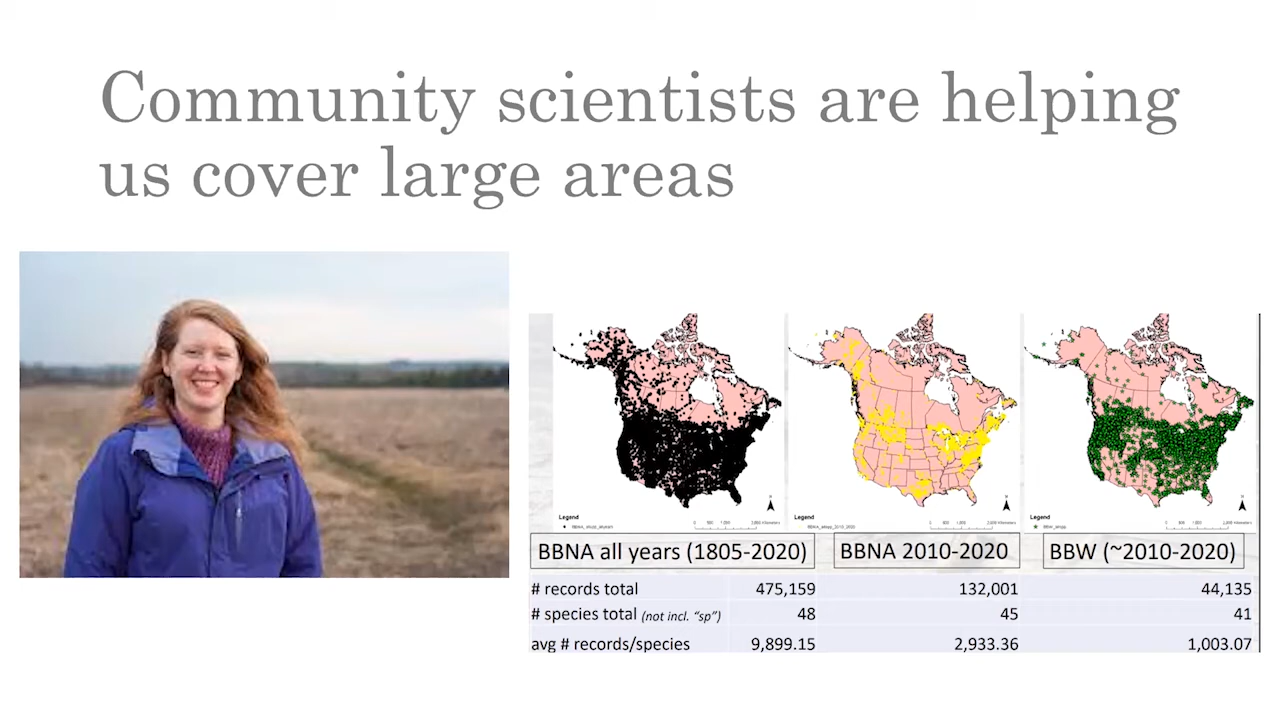 Community scientists are helping
us cover large areas
Legend
Legend
Legend
BBNA all years (1805-2020)
BBNA 2010-2020
BBW (~2010-2020)
# records total 475,159 132,001 44,135
# species total (not incl. “sp”) 48 45 41
avg # records/species 9,899.15 2,933.36 1,003.07